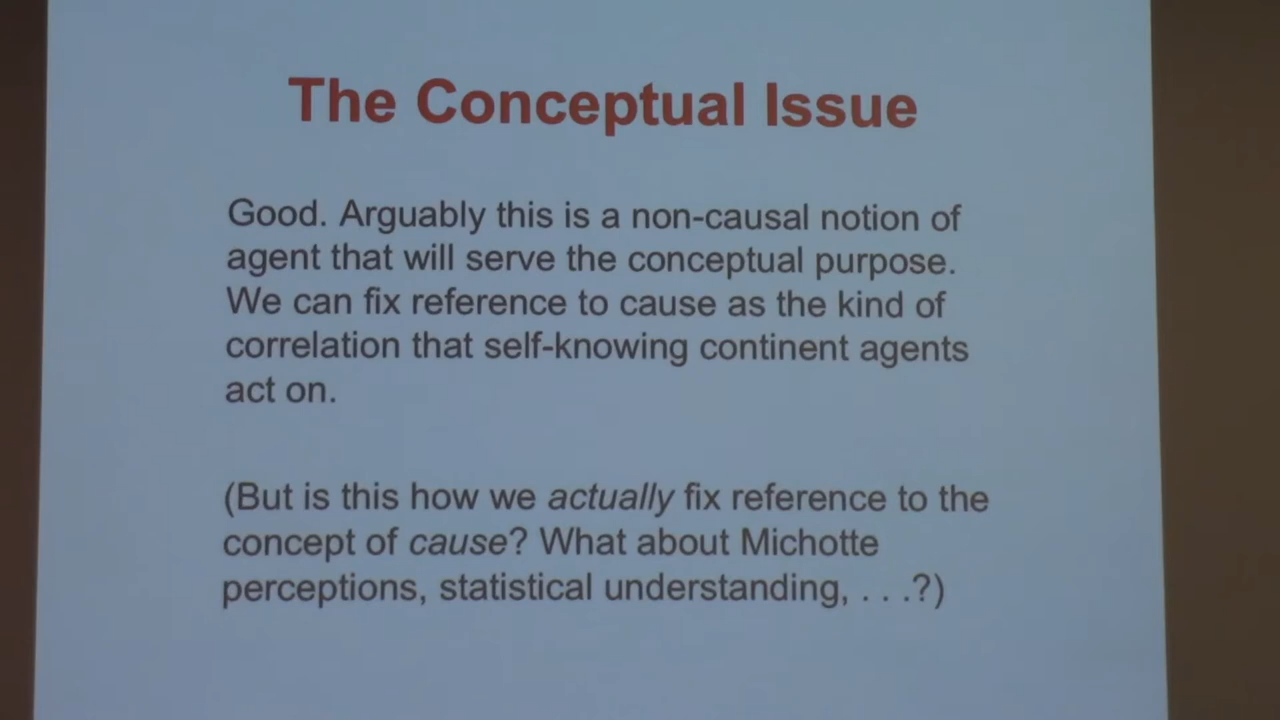 The Conceptual Issue
Good. Arguably this is a non-causal notion of
agent that will serve the conceptual purpose.
We can fix reference to cause as the kind of
correlation that self-knowing continent agents
act on.
(But is this how we actually fix reference to the
concept of cause? What about Michotte
perceptions, statistical understanding, . . .?)